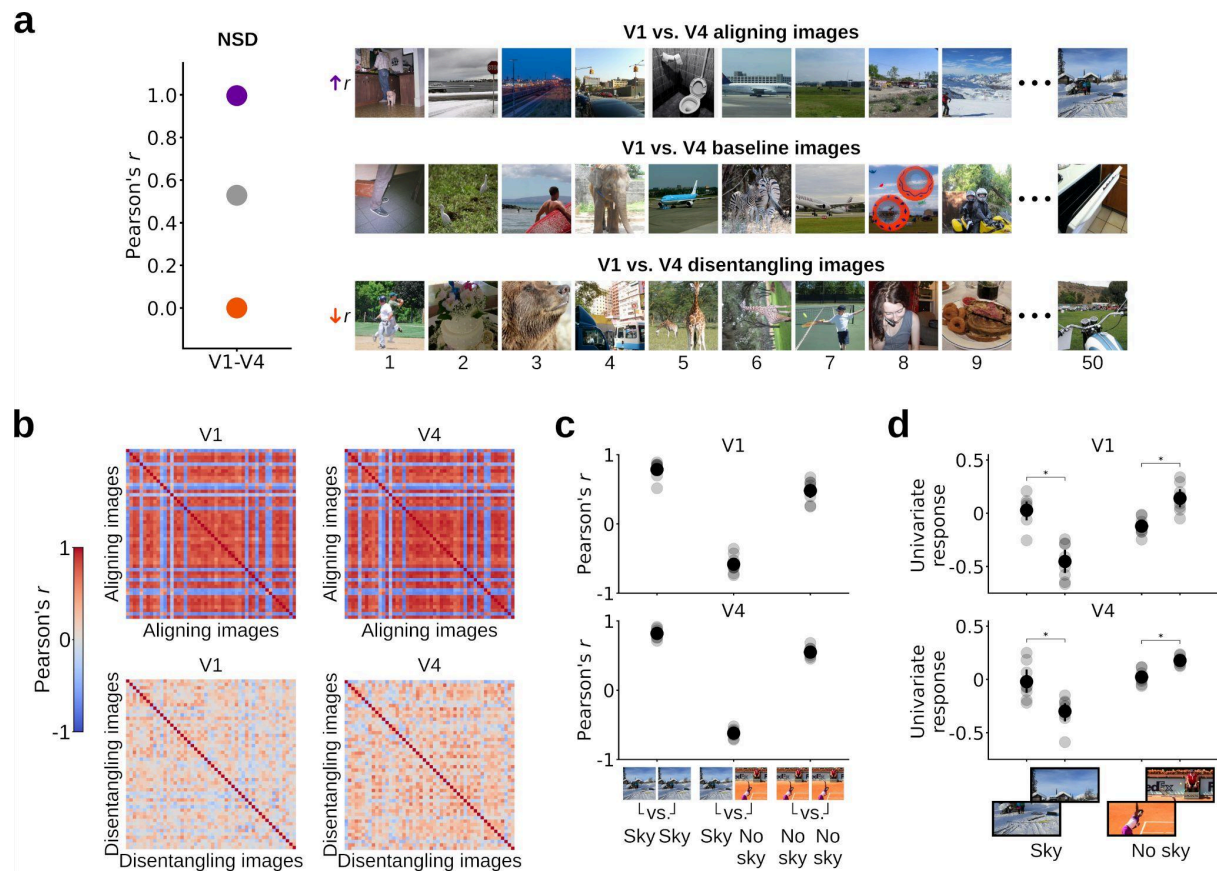 a
NSD
Pearson's r
1.0
0.8
0.6
0.4
0.2
0.0
V1-V4
V1 vs. V4 aligning images
↑r
V1 vs. V4 baseline images
V1 vs. V4 disentangling images
↓r
1 2 3 4 5 6 7 8 9 50
b
V1
V4
Aligning images
Aligning images
Aligning images
Aligning images
Pearson's r
1
0
-1
V1
V4
Disentangling images
Disentangling images
Disentangling images
Disentangling images
c
V1
Pearson's r
1
0
-1
V4
Pearson's r
1
0
-1
vs. vs. vs.
Sky Sky Sky No sky No sky No sky
d
V1
Univariate
response
0.5
0
-0.5
* *
V4
Univariate
response
0.5
0
-0.5
* *
Sky
No sky